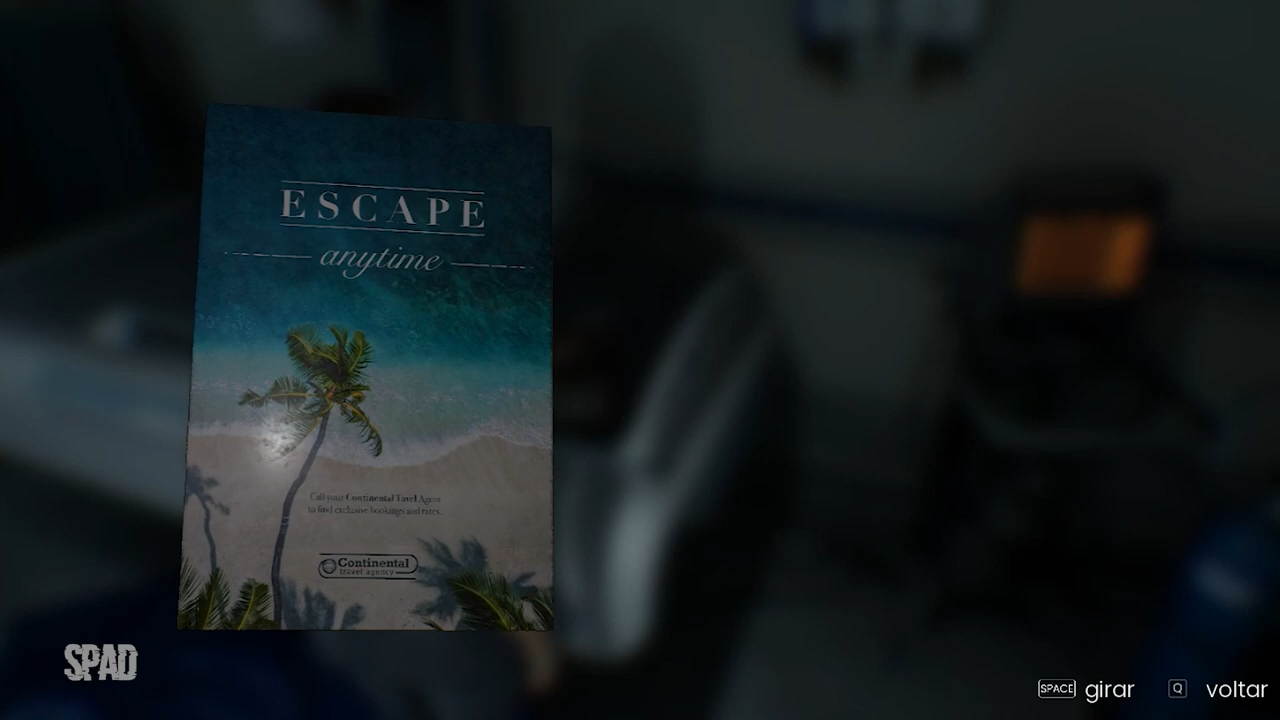 ESCAPE
anytime
Call your Continental Tavel Agent
to find exclusive bookings and rates.
Continental
travel agency
SPAD
SPACE girar Q voltar